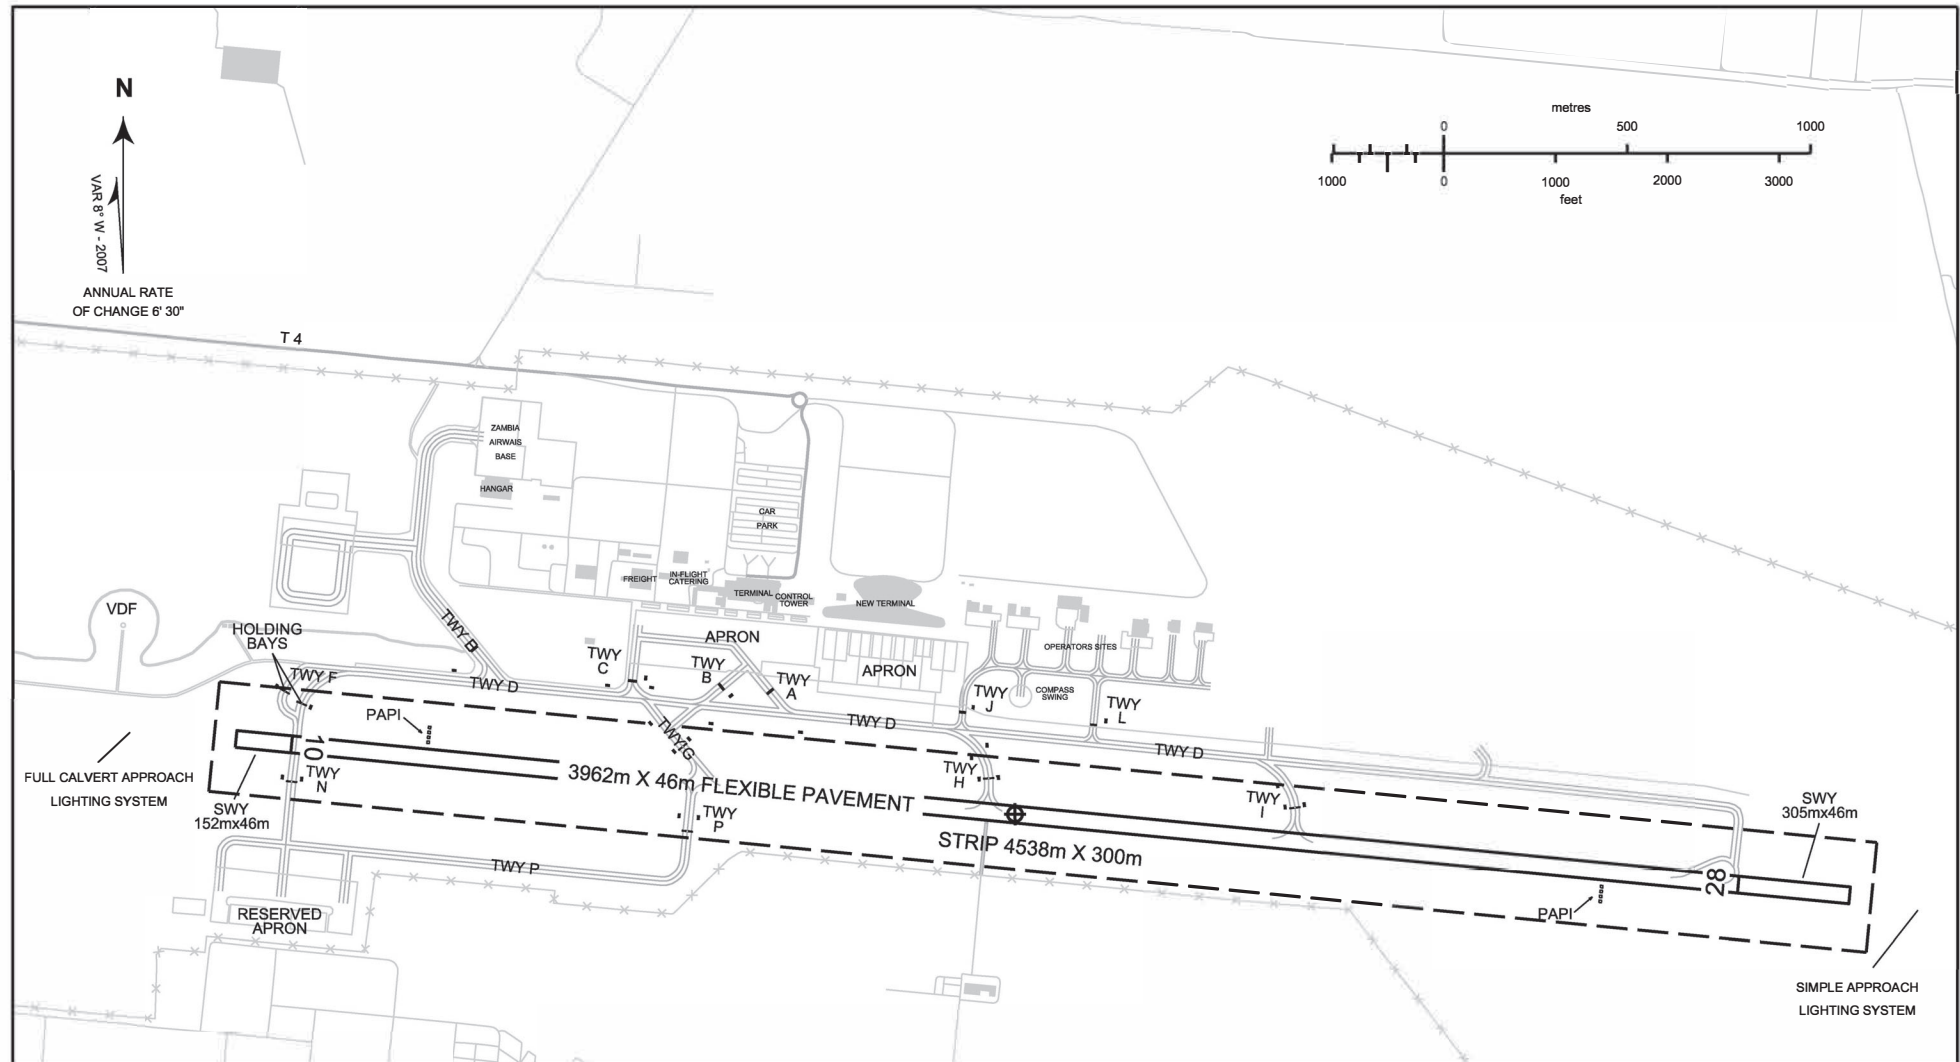 N
VAR 8° W - 2007
ANNUAL RATE
OF CHANGE 6' 30"
metres
0 500 1000
1000 0 1000 2000 3000
feet
T 4
ZAMBIA
AIRWAIS
BASE
HANGAR
CAR
PARK
FREIGHT
IN-FLIGHT
CATERING
TERMINAL
CONTROL
TOWER
NEW TERMINAL
VDF
HOLDING
BAYS
TWY B
APRON
OPERATORS SITES
TWY
C
TWY
B
TWY
A
APRON
TWY F
TWY D
TWY
J
COMPASS
SWING
TWY
L
PAPI
TWY G
TWY D
TWY D
10
FULL CALVERT APPROACH
LIGHTING SYSTEM
TWY
N
3962m X 46m FLEXIBLE PAVEMENT
TWY
H
TWY
I
SWY
152mx46m
TWY
P
SWY
305mx46m
STRIP 4538m X 300m
TWY P
28
PAPI
RESERVED
APRON
SIMPLE APPROACH
LIGHTING SYSTEM